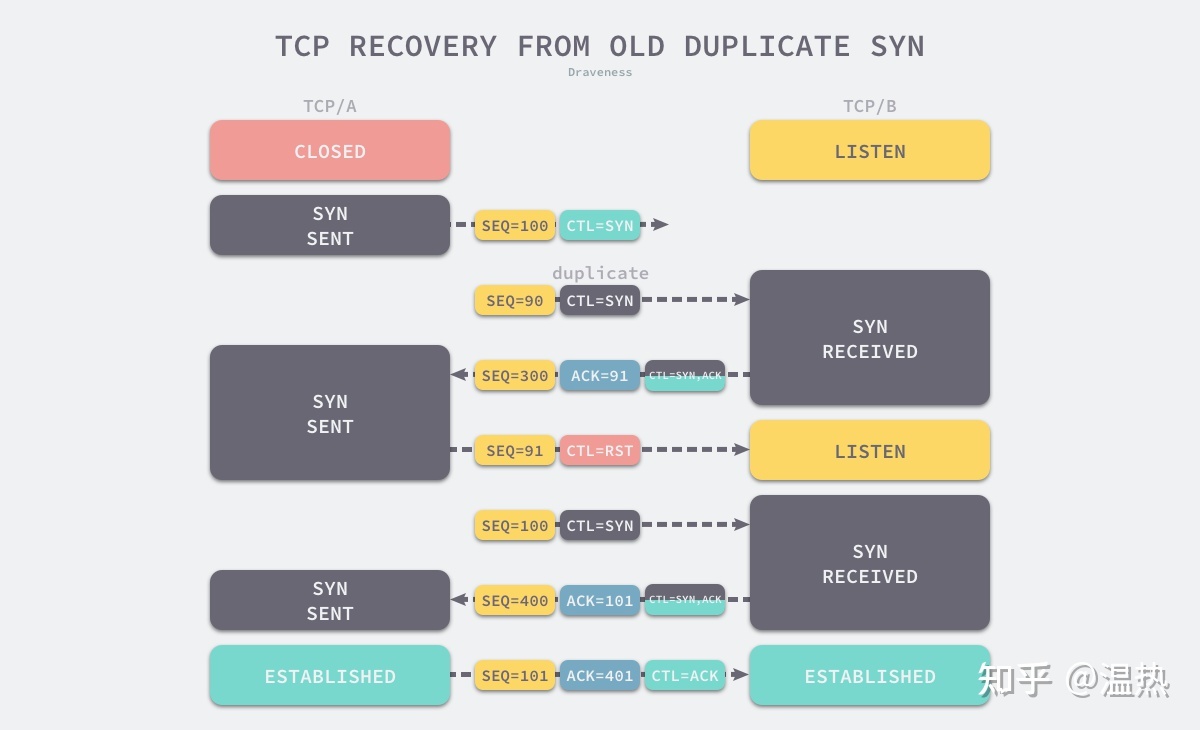 TCP RECOVERY FROM OLD DUPLICATE SYN
Draveness
TCP/A
TCP/B
CLOSED
LISTEN
SYN
SENT
SEQ=100
CTL=SYN
duplicate
SEQ=90
CTL=SYN
SYN
RECEIVED
SYN
SENT
SEQ=300
ACK=91
CTL=SYN,ACK
SEQ=91
CTL=RST
LISTEN
SEQ=100
CTL=SYN
SYN
RECEIVED
SYN
SENT
SEQ=400
ACK=101
CTL=SYN,ACK
ESTABLISHED
SEQ=101
ACK=401
CTL=ACK
ESTABLISHED
知乎 @温热